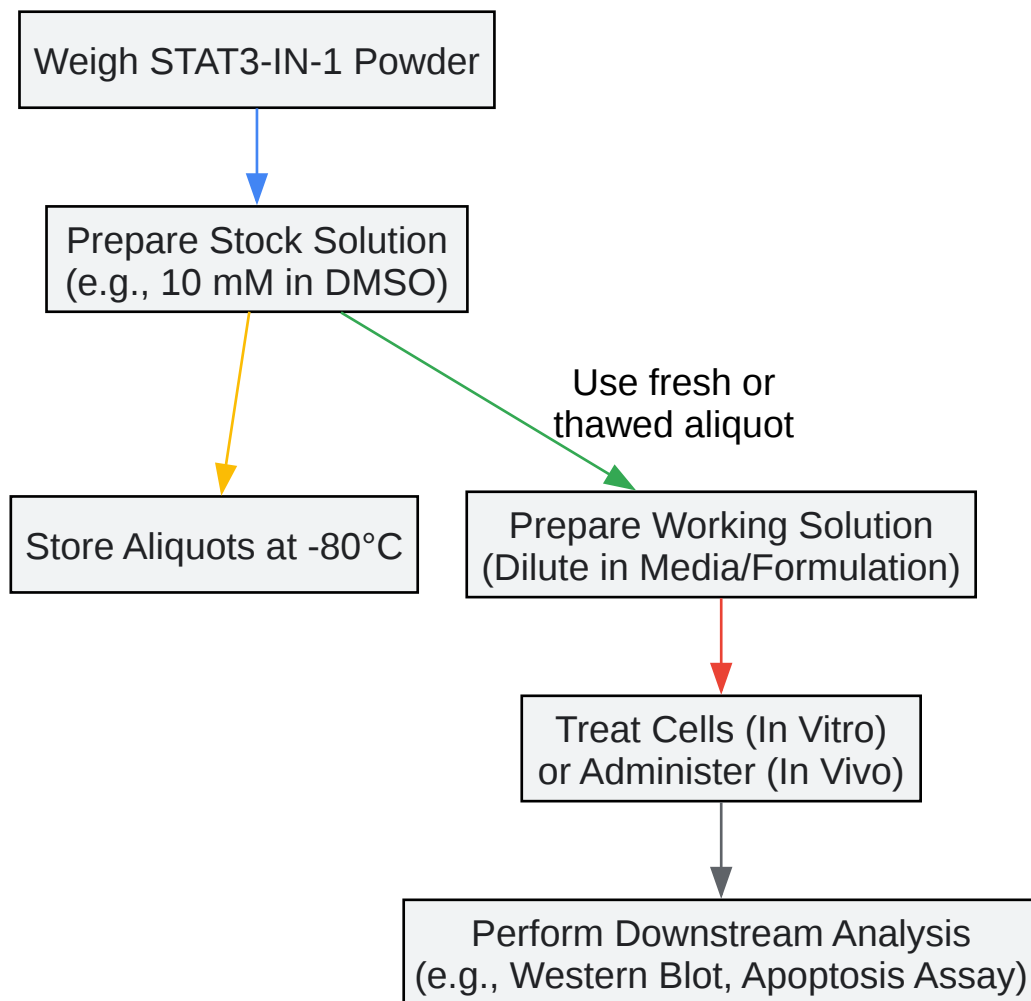 Weigh STAT3-IN-1 Powder
Prepare Stock Solution
(e.g., 10 mM in DMSO)
Use fresh or
thawed aliquot
Store Aliquots at -80°C
Prepare Working Solution
(Dilute in Media/Formulation)
Treat Cells (In Vitro)
or Administer (In Vivo)
Perform Downstream Analysis
(e.g., Western Blot, Apoptosis Assay)